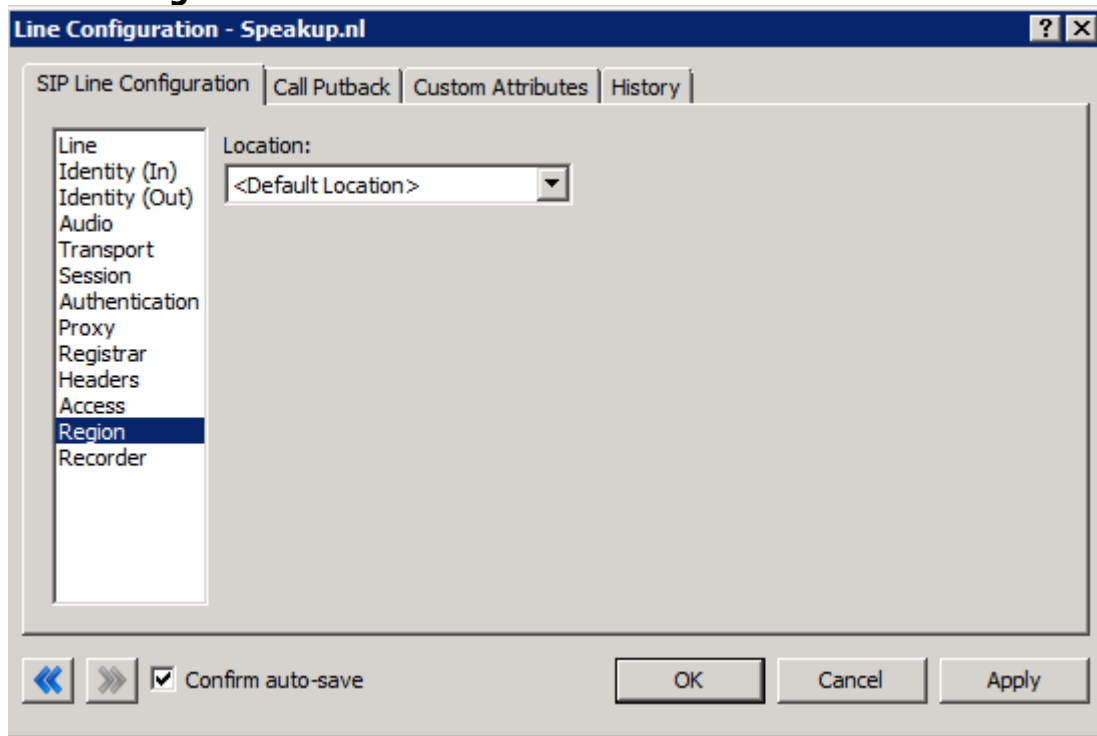 Line Configuration - Speakup.nl
SIP Line Configuration
Call Putback
Custom Attributes
History
Line
Identity (In)
Identity (Out)
Audio
Transport
Session
Authentication
Proxy
Registrar
Headers
Access
Region
Recorder
Location:
<Default Location>
Confirm auto-save
OK
Cancel
Apply